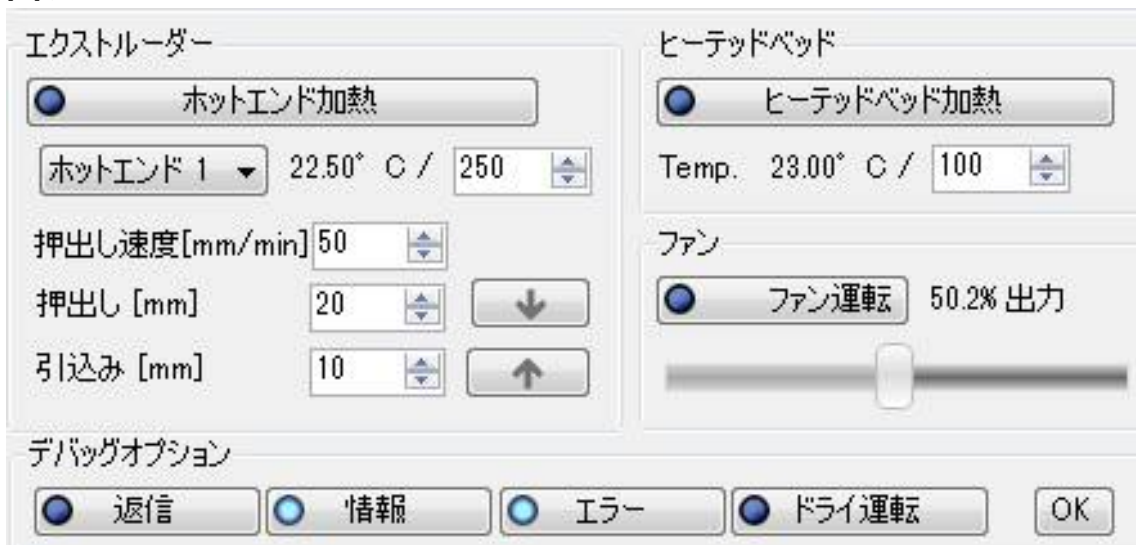 エクストルーダー
ホットエンド加熱
ホットエンド 1 22.50° C / 250
押出し速度[mm/min] 50
押出し [mm] 20
引込み [mm] 10
ヒーテッドベッド
ヒーテッドベッド加熱
Temp. 23.00° C / 100
ファン
ファン運転 50.2% 出力
デバッグオプション
返信 情報 エラー ドライ運転 OK